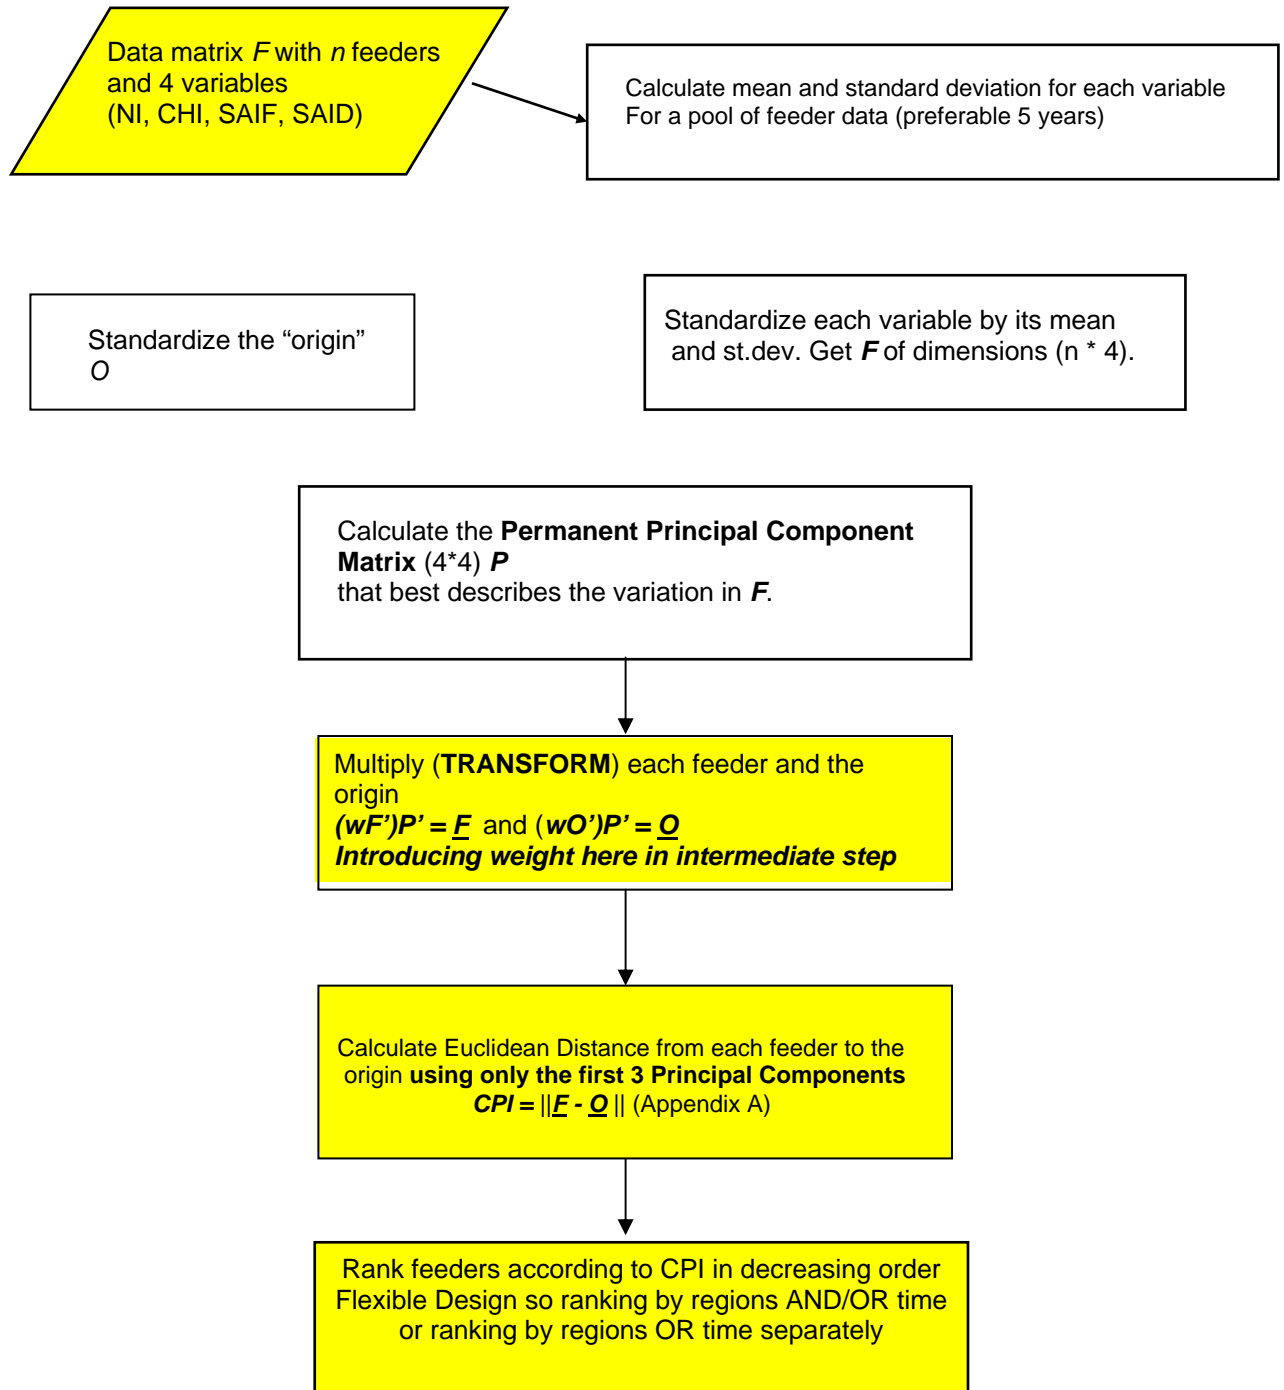 Data matrix F with n feeders
and 4 variables
(NI, CHI, SAIF, SAID)
Calculate mean and standard deviation for each variable
For a pool of feeder data (preferable 5 years)
Standardize the “origin”
O
Standardize each variable by its mean
and st.dev. Get F of dimensions (n * 4).
Calculate the Permanent Principal Component
Matrix (4*4) P
that best describes the variation in F.
Multiply (TRANSFORM) each feeder and the
origin
(wF’)P’ = F and (wO’)P’ = O
Introducing weight here in intermediate step
Calculate Euclidean Distance from each feeder to the
origin using only the first 3 Principal Components
CPI = ||F - O || (Appendix A)
Rank feeders according to CPI in decreasing order
Flexible Design so ranking by regions AND/OR time
or ranking by regions OR time separately